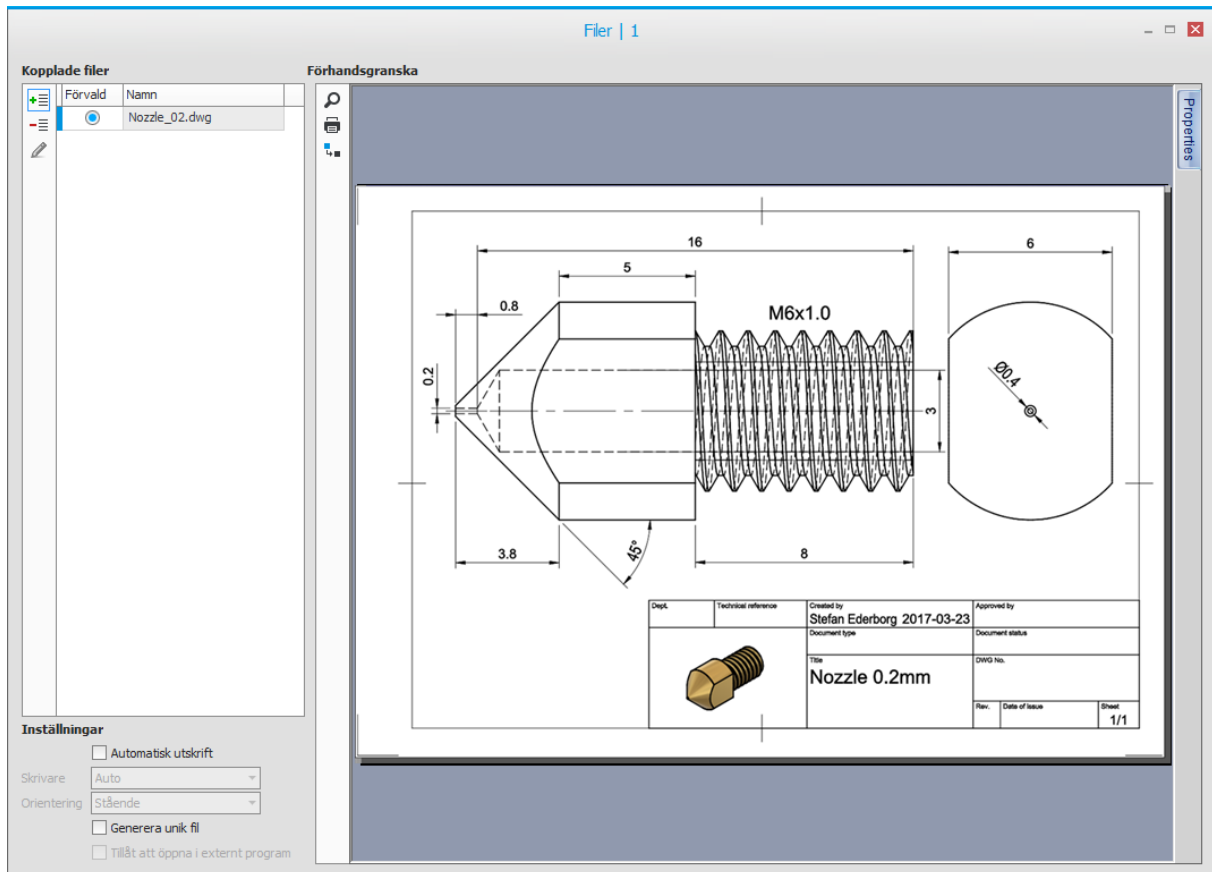 Filer | 1
Kopplade filer
Förhandsgranska
Förvald Namn
Nozzle_02.dwg
Properties
16
6
5
0.8
M6x1.0
0.2
Ø0.4
3
3.8
45°
8
Dept. Technical reference Created by Approved by
Stefan Ederborg 2017-03-23
Document type Document status
Title DWG No.
Nozzle 0.2mm
Rev. Date of issue Sheet
1/1
Inställningar
Automatisk utskrift
Skrivare Auto
Orientering Stående
Generera unik fil
Tillåt att öppna i externt program